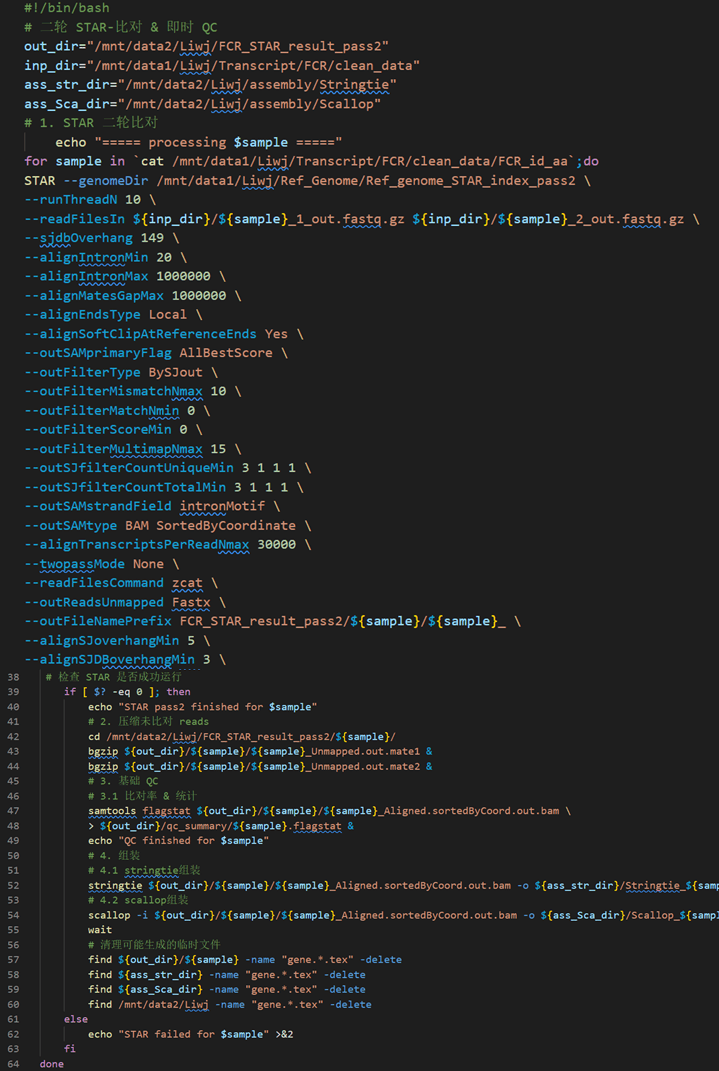 #!/bin/bash
# 二轮 STAR-比对 & 即时 QC
out_dir="/mnt/data2/Liwj/FCR_STAR_result_pass2"
inp_dir="/mnt/data1/Liwj/Transcript/FCR/clean_data"
ass_str_dir="/mnt/data2/Liwj/assembly/Stringtie"
ass_Sca_dir="/mnt/data2/Liwj/assembly/Scallop"
# 1. STAR 二轮比对
echo "===== processing $sample ====="
for sample in `cat /mnt/data1/Liwj/Transcript/FCR/clean_data/FCR_id_aa`;do
STAR --genomeDir /mnt/data1/Liwj/Ref_Genome/Ref_genome_STAR_index_pass2 \
--runThreadN 10 \
--readFilesIn ${inp_dir}/${sample}_1_out.fastq.gz ${inp_dir}/${sample}_2_out.fastq.gz \
--sjdbOverhang 149 \
--alignIntronMin 20 \
--alignIntronMax 1000000 \
--alignMatesGapMax 1000000 \
--alignEndsType Local \
--alignSoftClipAtReferenceEnds Yes \
--outSAMprimaryFlag AllBestScore \
--outFilterType BySJout \
--outFilterMismatchNmax 10 \
--outFilterMatchNmin 0 \
--outFilterScoreMin 0 \
--outFilterMultimapNmax 15 \
--outSJfilterCountUniqueMin 3 1 1 1 \
--outSJfilterCountTotalMin 3 1 1 1 \
--outSAMstrandField intronMotif \
--outSAMtype BAM SortedByCoordinate \
--alignTranscriptsPerReadNmax 30000 \
--twopassMode None \
--readFilesCommand zcat \
--outReadsUnmapped Fastx \
--outFileNamePrefix FCR_STAR_result_pass2/${sample}/${sample}_ \
--alignSJoverhangMin 5 \
--alignSJDBoverhangMin 3 \
38 # 检查 STAR 是否成功运行
39 if [ $? -eq 0 ]; then
40 echo "STAR pass2 finished for $sample"
41 # 2. 压缩未比对 reads
42 cd /mnt/data2/Liwj/FCR_STAR_result_pass2/${sample}/
43 bgzip ${out_dir}/${sample}/${sample}_Unmapped.out.mate1 &
44 bgzip ${out_dir}/${sample}/${sample}_Unmapped.out.mate2 &
45 # 3. 基础 QC
46 # 3.1 比对率 & 统计
47 samtools flagstat ${out_dir}/${sample}/${sample}_Aligned.sortedByCoord.out.bam \
48 > ${out_dir}/qc_summary/${sample}.flagstat &
49 echo "QC finished for $sample"
50 # 4. 组装
51 # 4.1 stringtie组装
52 stringtie ${out_dir}/${sample}/${sample}_Aligned.sortedByCoord.out.bam -o ${ass_str_dir}/Stringtie_${sam
53 # 4.2 scallop组装
54 scallop -i ${out_dir}/${sample}/${sample}_Aligned.sortedByCoord.out.bam -o ${ass_Sca_dir}/Scallop_${samp
55 wait
56 # 清理可能生成的临时文件
57 find ${out_dir}/${sample} -name "gene.*.tex" -delete
58 find ${ass_str_dir} -name "gene.*.tex" -delete
59 find ${ass_Sca_dir} -name "gene.*.tex" -delete
60 find /mnt/data2/Liwj -name "gene.*.tex" -delete
61 else
62 echo "STAR failed for $sample" >&2
63 fi
64 done